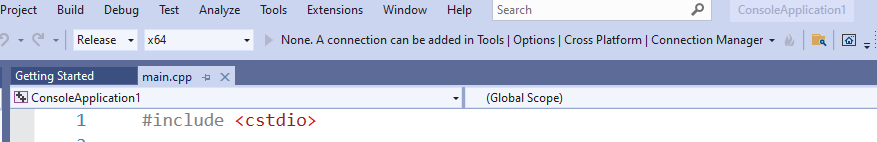 Project Build Debug Test Analyze Tools Extensions Window Help Search ConsoleApplication1
Release x64 None. A connection can be added in Tools | Options | Cross Platform | Connection Manager
Getting Started main.cpp
ConsoleApplication1 (Global Scope)
1 #include <cstdio>